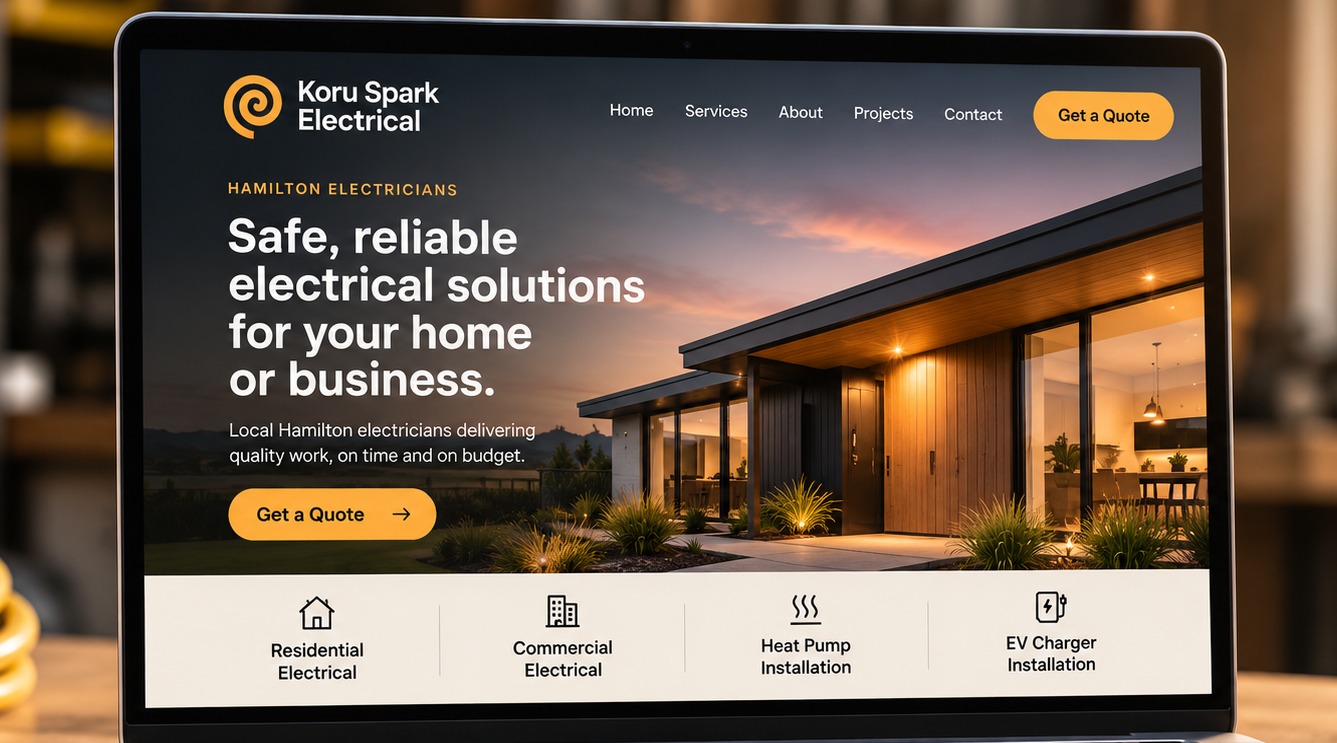 Koru Spark
Electrical
Home Services About Projects Contact Get a Quote
HAMILTON ELECTRICIANS
Safe, reliable
electrical solutions
for your home
or business.
Local Hamilton electricians delivering
quality work, on time and on budget.
Get a Quote →
Residential
Electrical
Commercial
Electrical
Heat Pump
Installation
EV Charger
Installation